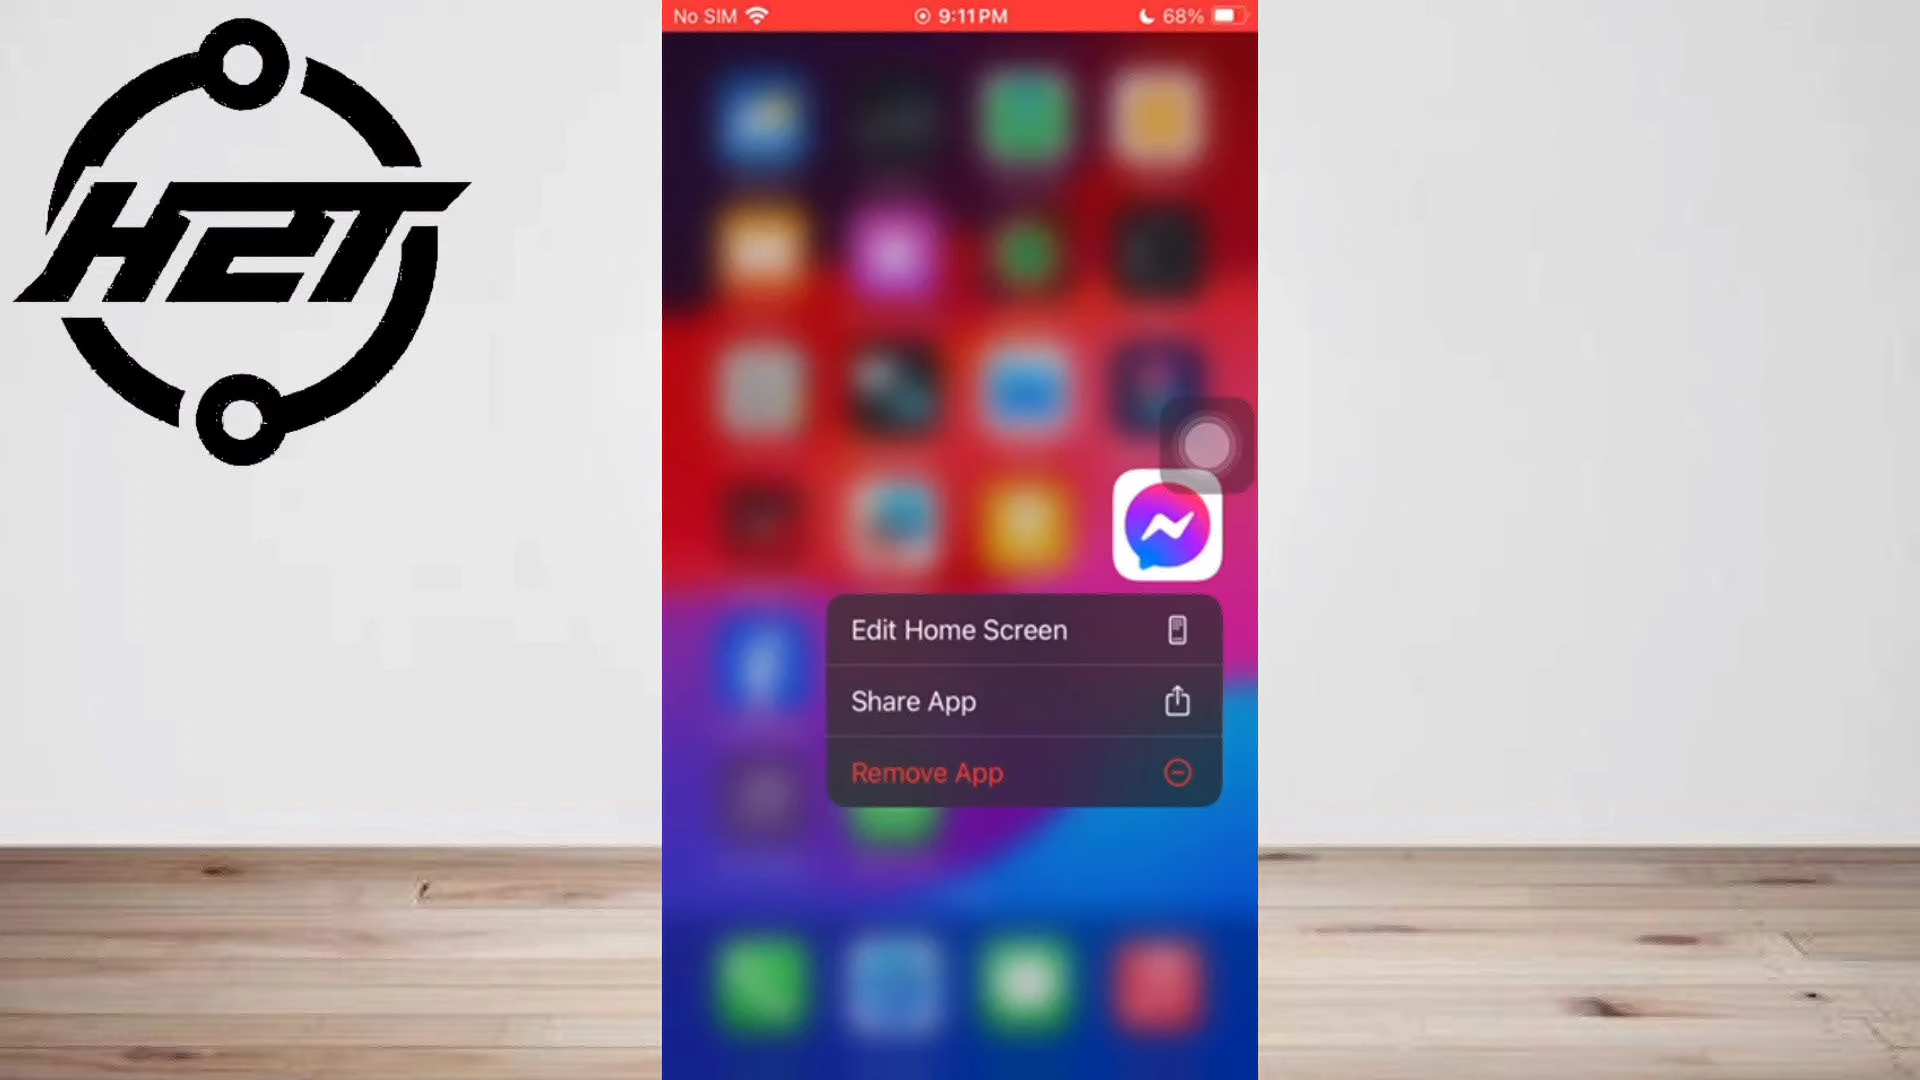 H2T
No SIM 9:11 PM 68%
Edit Home Screen
Share App
Remove App